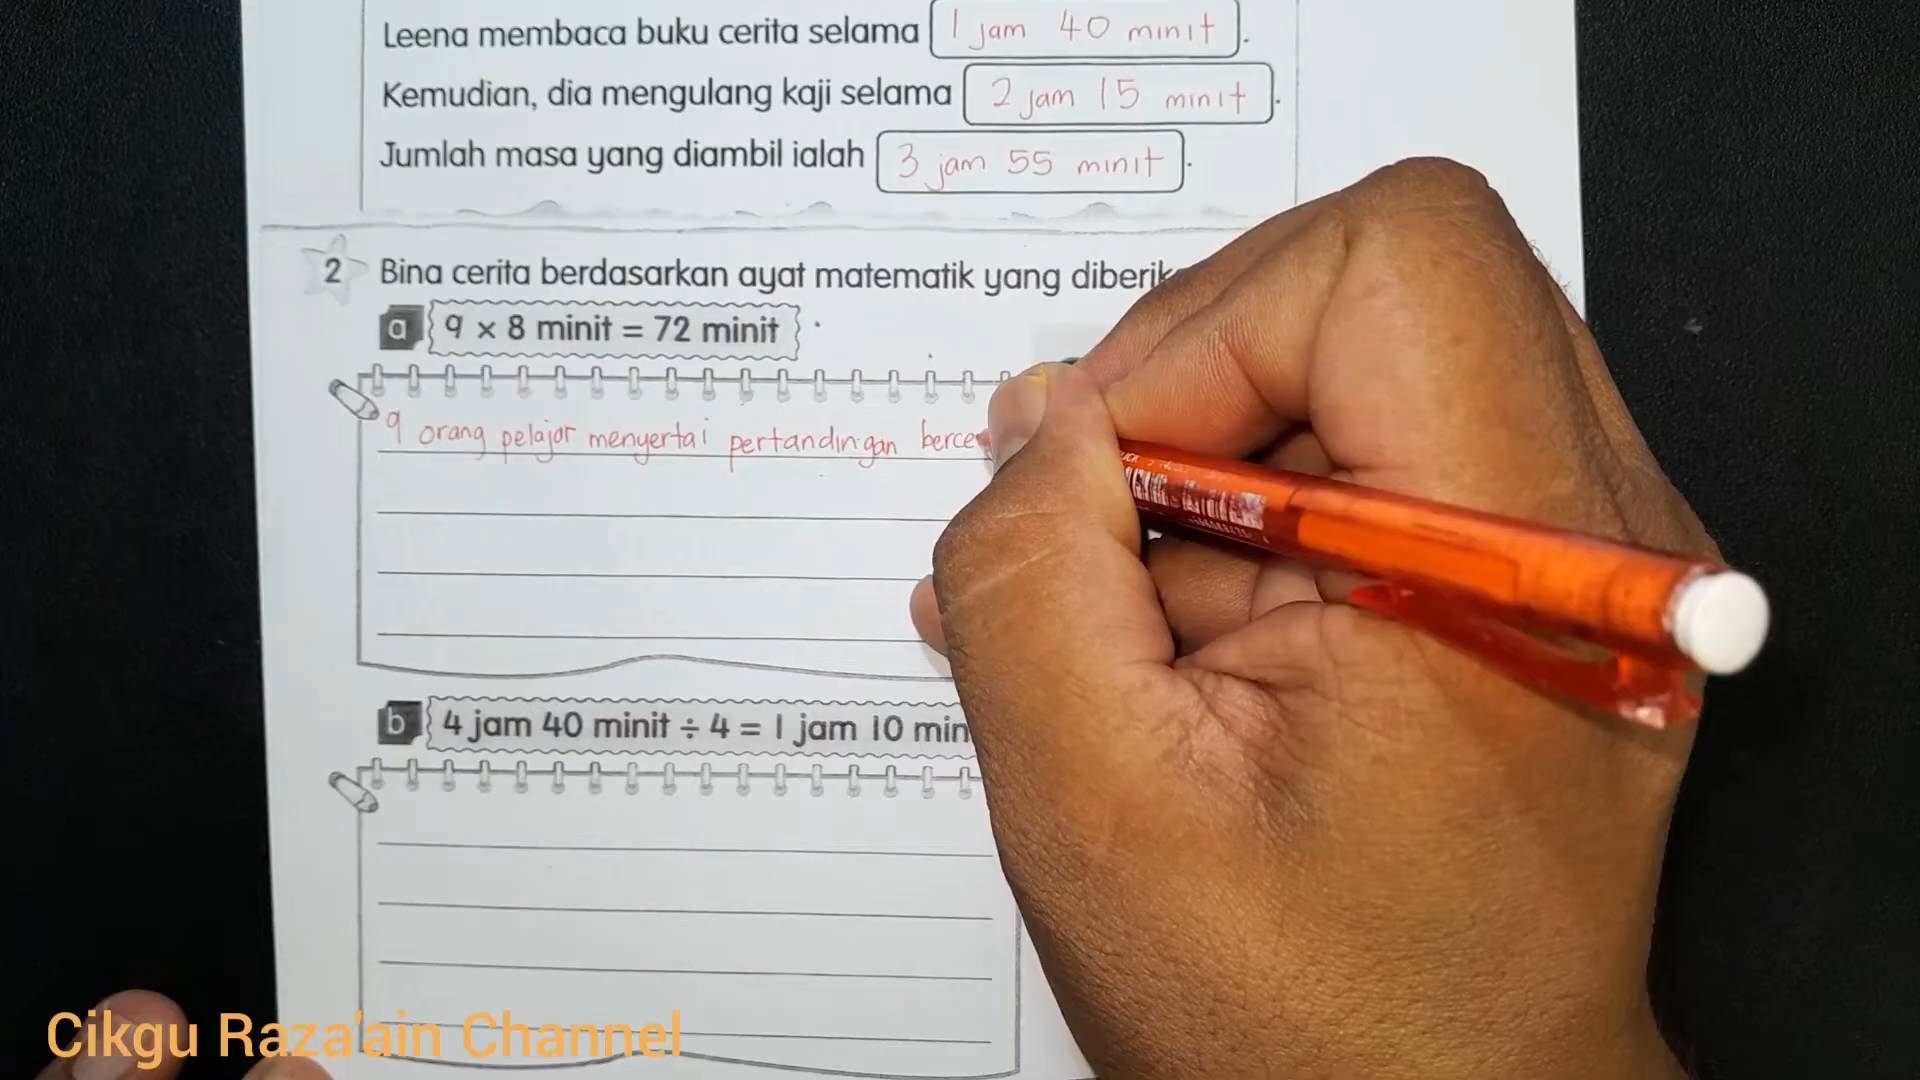 Leena membaca buku cerita selama 1 jam 40 minit.
Kemudian, dia mengulang kaji selama 2 jam 15 minit.
Jumlah masa yang diambil ialah 3 jam 55 minit.
2 Bina cerita berdasarkan ayat matematik yang diberik
a 9 × 8 minit = 72 minit
9 orang pelajar menyertai pertandingan berce
b 4 jam 40 minit ÷ 4 = 1 jam 10 min
Cikgu Raza'ain Channel